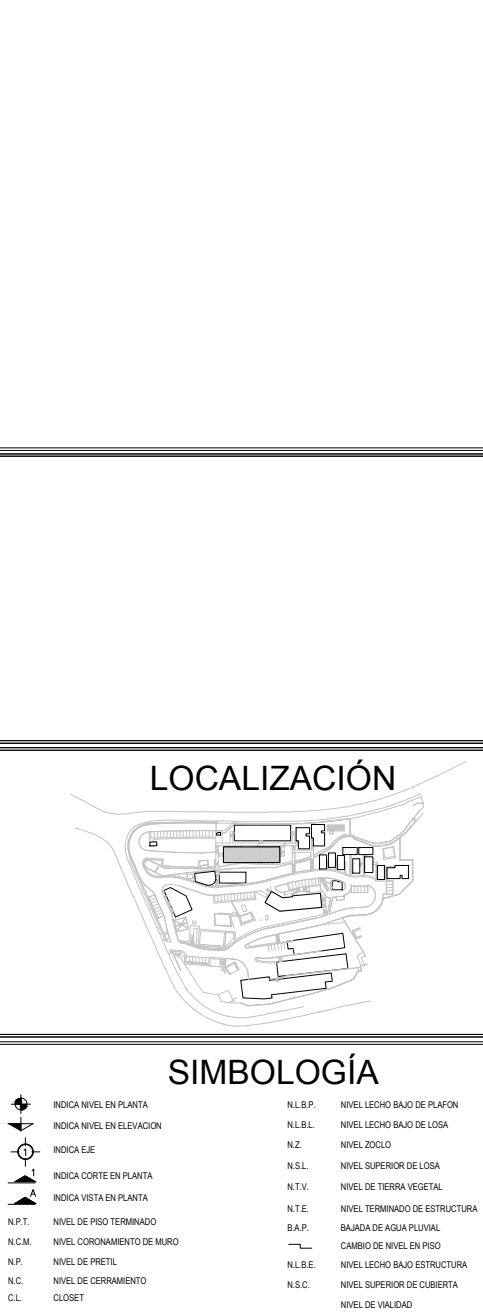 LOCALIZACIÓN
SIMBOLOGÍA
INDICA NIVEL EN PLANTA
INDICA NIVEL EN ELEVACION
1 INDICA EJE
1 INDICA CORTE EN PLANTA
A INDICA VISTA EN PLANTA
N.P.T. NIVEL DE PISO TERMINADO
N.C.M. NIVEL CORONAMIENTO DE MURO
N.P. NIVEL DE PRETIL
N.C. NIVEL DE CERRAMIENTO
C.L. CLOSET
N.L.B.P. NIVEL LECHO BAJO DE PLAFON
N.L.B.L. NIVEL LECHO BAJO DE LOSA
N.Z. NIVEL ZOCLO
N.S.L. NIVEL SUPERIOR DE LOSA
N.T.V. NIVEL DE TIERRA VEGETAL
N.T.E. NIVEL TERMINADO DE ESTRUCTURA
B.A.P. BAJADA DE AGUA PLUVIAL
CAMBIO DE NIVEL EN PISO
N.L.B.E. NIVEL LECHO BAJO ESTRUCTURA
N.S.C. NIVEL SUPERIOR DE CUBIERTA
NIVEL DE VIALIDAD